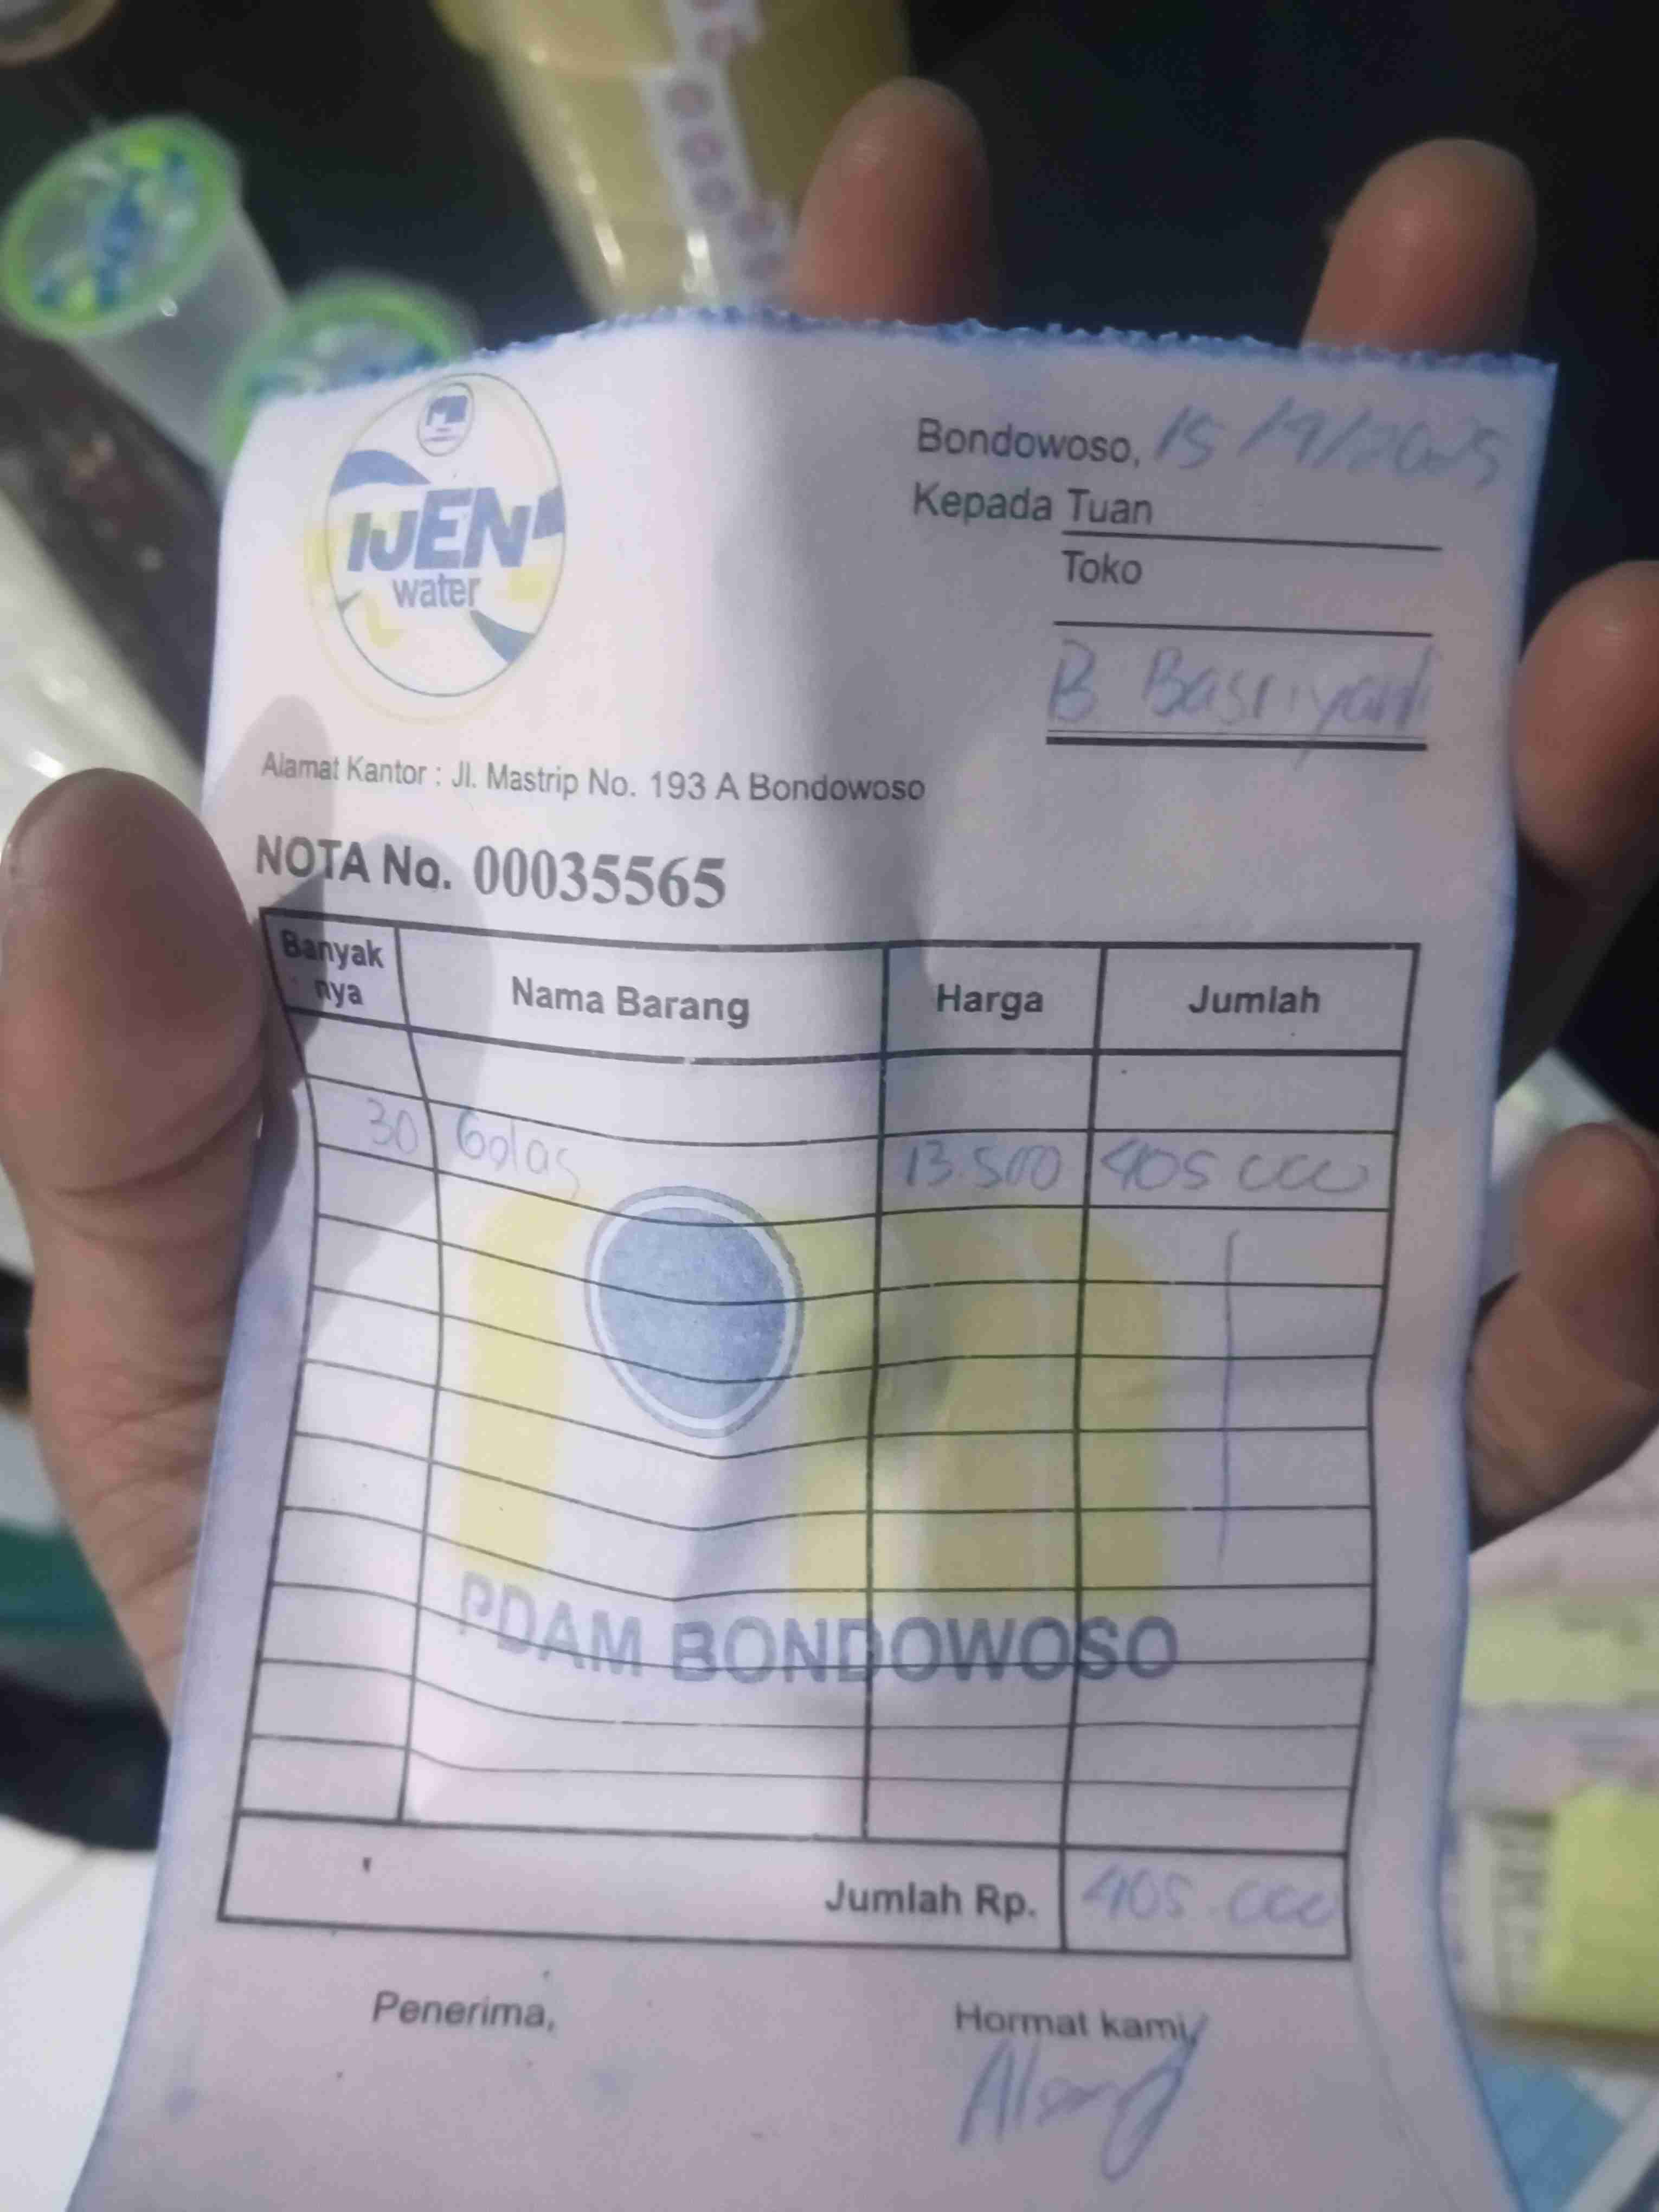 IJEN
water
Bondowoso, 15/9/2025
Kepada Tuan
Toko
B Basriyadi
Alamat Kantor : Jl. Mastrip No. 193 A Bondowoso
NOTA No. 00035565
Banyak nya Nama Barang Harga Jumlah
30 Gelas 13.500 405 000
PDAM BONDOWOSO
Jumlah Rp. 405.000
Penerima,
Hormat kami,